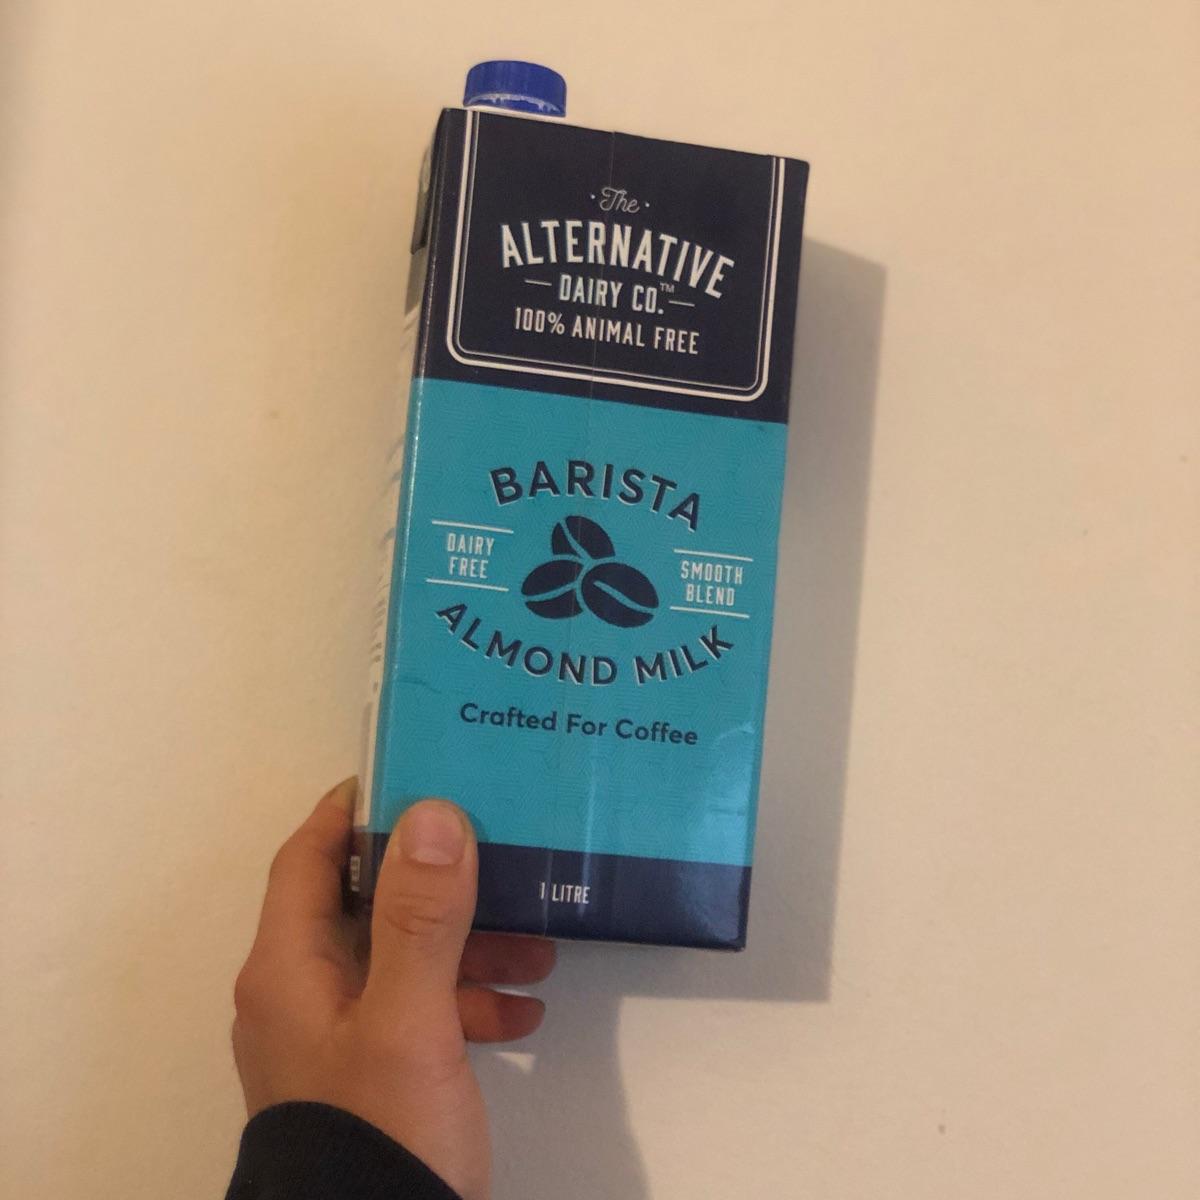 The
ALTERNATIVE
DAIRY CO.™
100% ANIMAL FREE
BARISTA
DAIRY
FREE
SMOOTH
BLEND
ALMOND MILK
Crafted For Coffee
1 LITRE